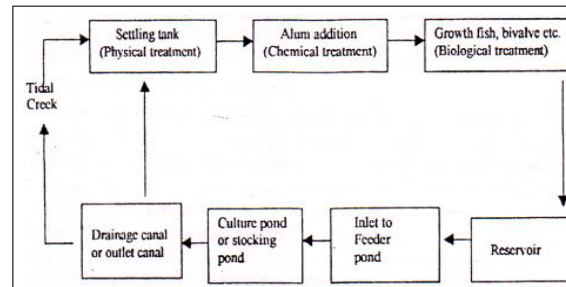 Settling tank
(Physical treatment)
Alum addition
(Chemical treatment)
Growth fish, bivalve etc.
(Biological treatment)
Tidal
Creek
Drainage canal
or outlet canal
Culture pond
or stocking
pond
Inlet to
Feeder
pond
Reservoir